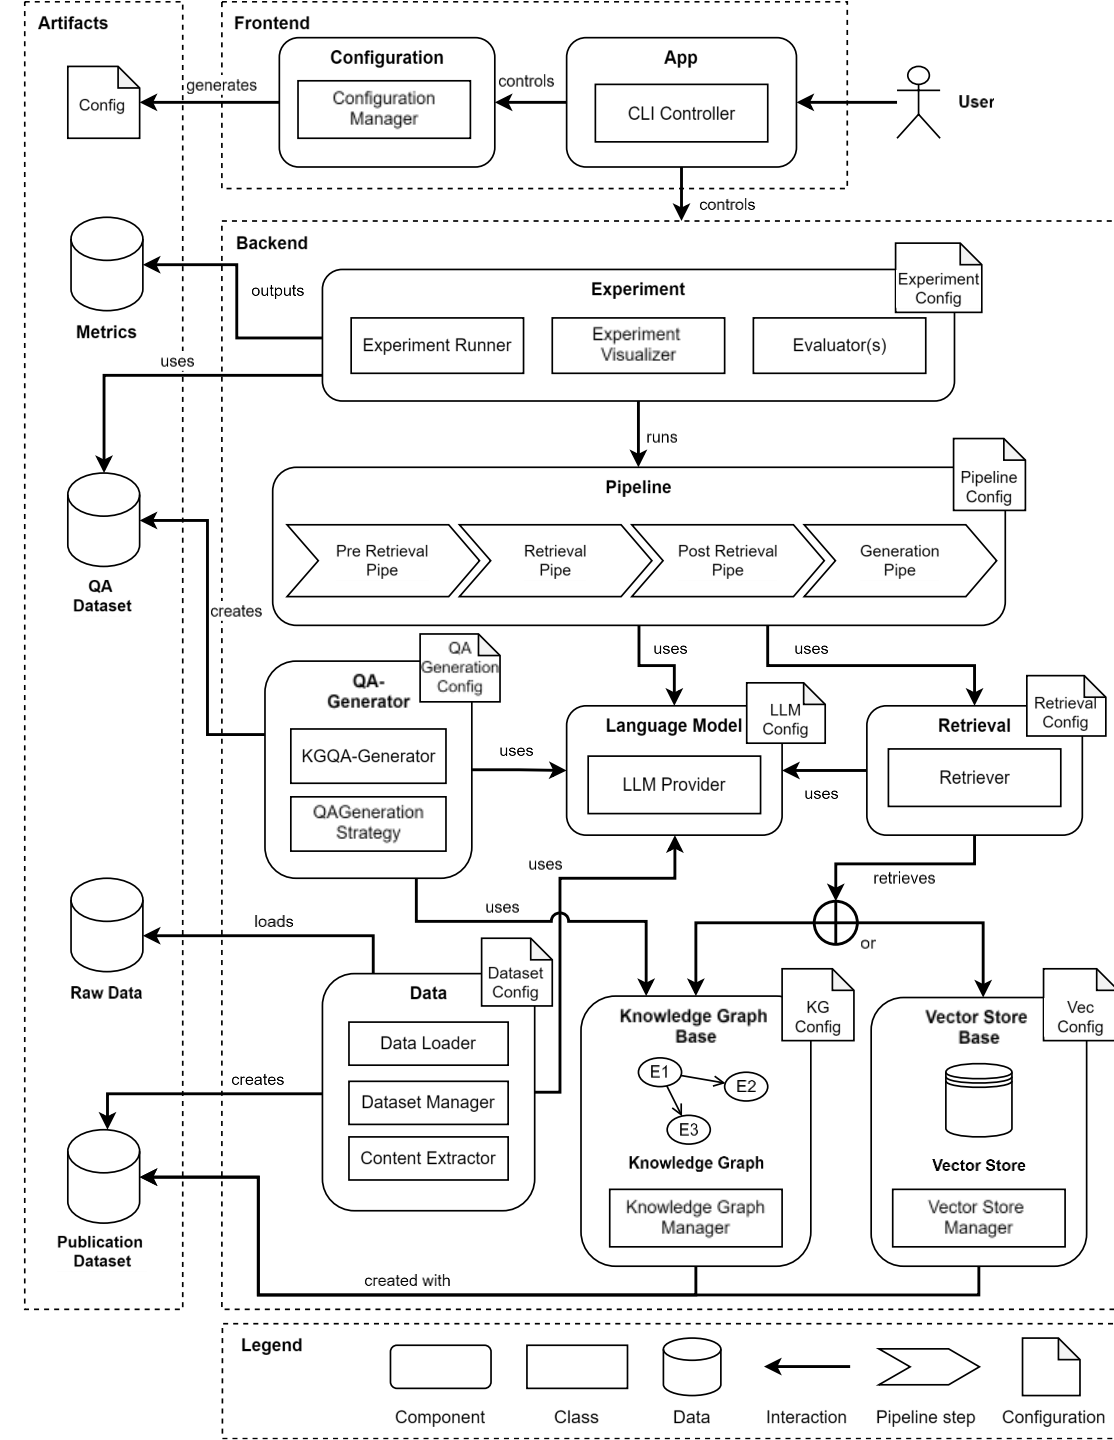 Artifacts
Frontend
Configuration
App
Config
generates
Configuration
Manager
controls
CLI Controller
User
controls
Backend
Metrics
outputs
Experiment
Experiment
Config
Experiment Runner
Experiment
Visualizer
Evaluator(s)
uses
runs
Pipeline
Pipeline
Config
Pre Retrieval
Pipe
Retrieval
Pipe
Post Retrieval
Pipe
Generation
Pipe
QA
Dataset
creates
uses
uses
QA-
Generator
QA
Generation
Config
KGQA-Generator
QAGeneration
Strategy
uses
Language Model
LLM
Config
LLM Provider
uses
Retrieval
Retrieval
Config
Retriever
uses
uses
retrieves
or
Raw Data
loads
Data
Dataset
Config
Data Loader
Dataset Manager
Content Extractor
creates
Knowledge Graph
Base
KG
Config
E1
E2
E3
Knowledge Graph
Knowledge Graph
Manager
Vector Store
Base
Vec
Config
Vector Store
Vector Store
Manager
Publication
Dataset
created with
Legend
Component
Class
Data
Interaction
Pipeline step
Configuration